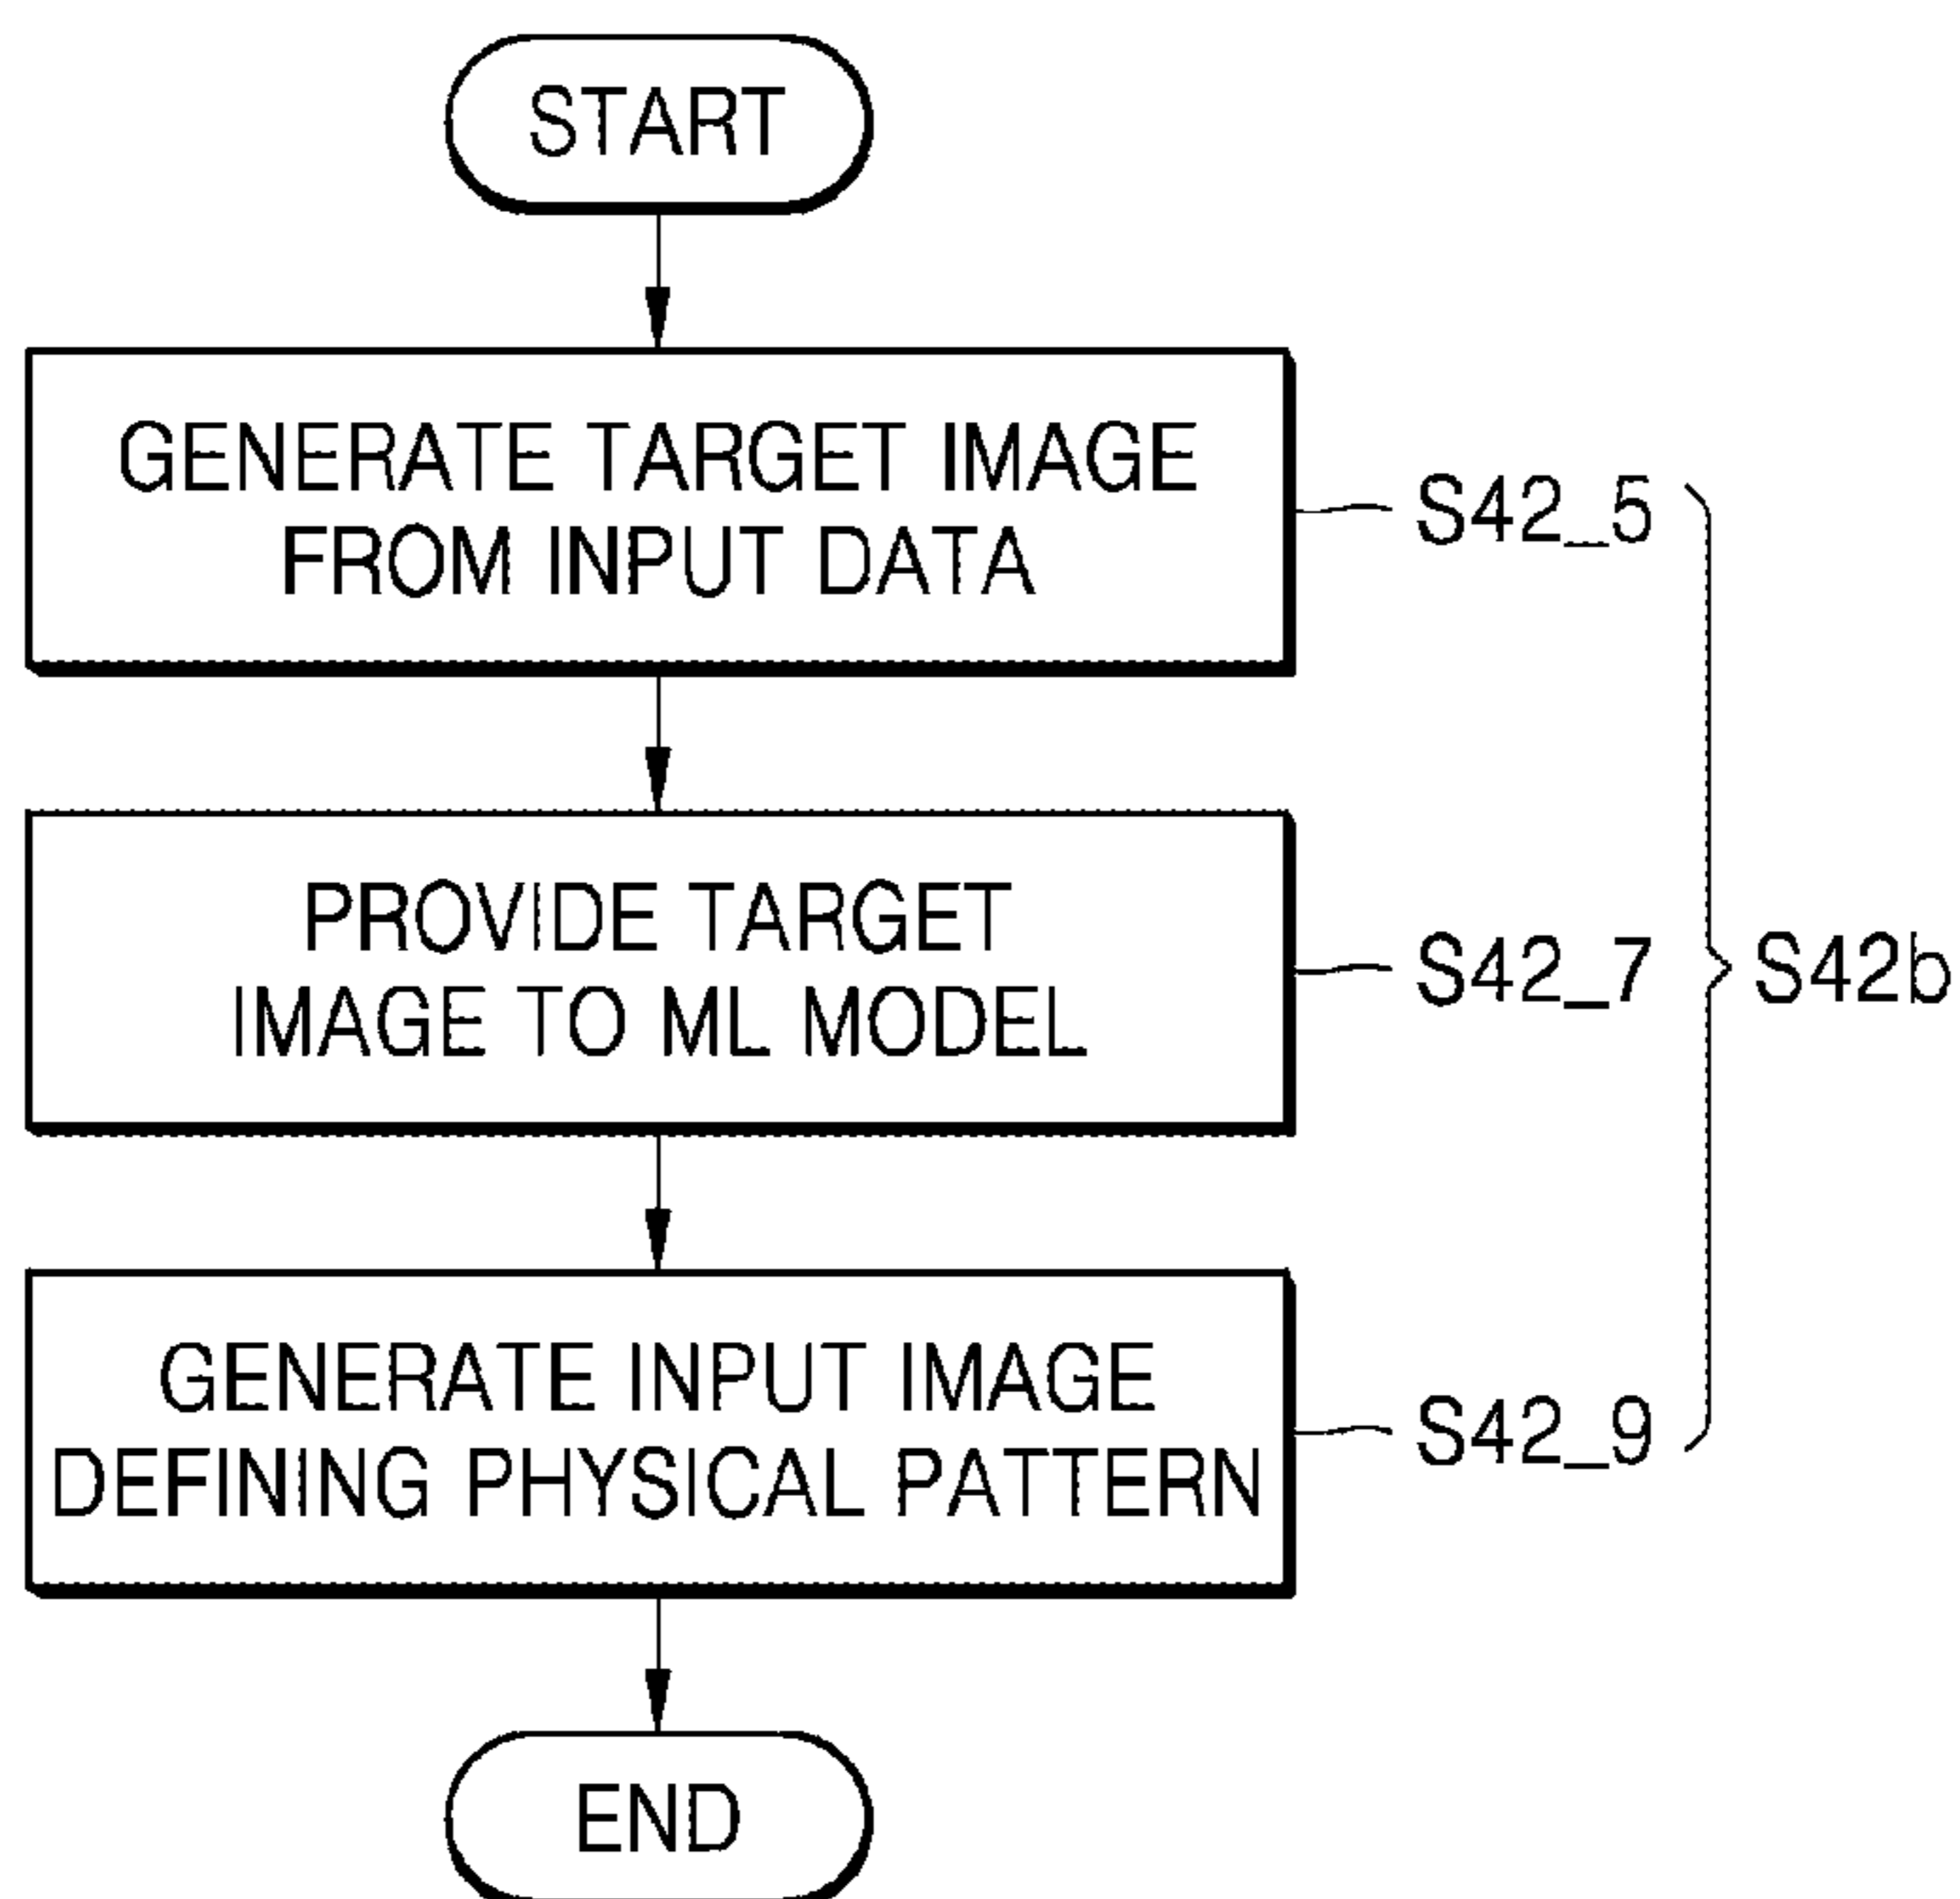 START
GENERATE TARGET IMAGE
FROM INPUT DATA
S42_5
PROVIDE TARGET
IMAGE TO ML MODEL
S42_7
S42b
GENERATE INPUT IMAGE
DEFINING PHYSICAL PATTERN
S42_9
END